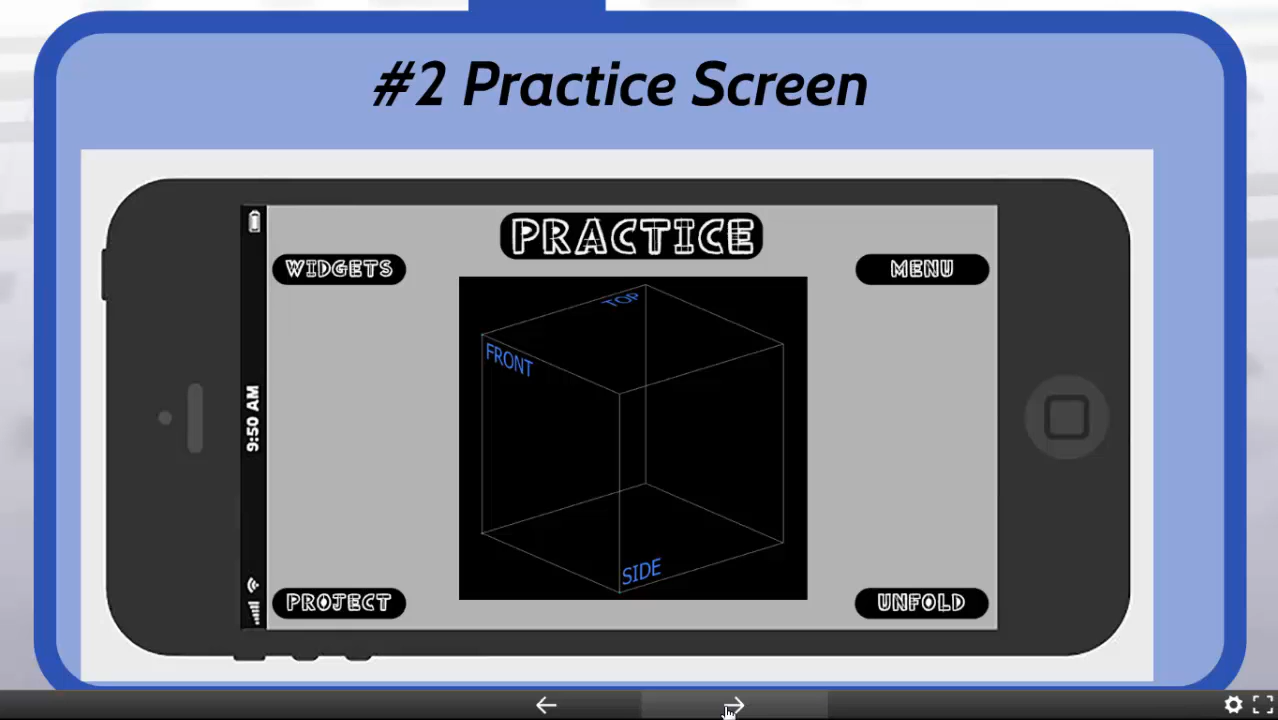 #2 Practice Screen
PRACTICE
WIDGETS
MENU
TOP
FRONT
9:50 AM
SIDE
PROJECT
UNFOLD